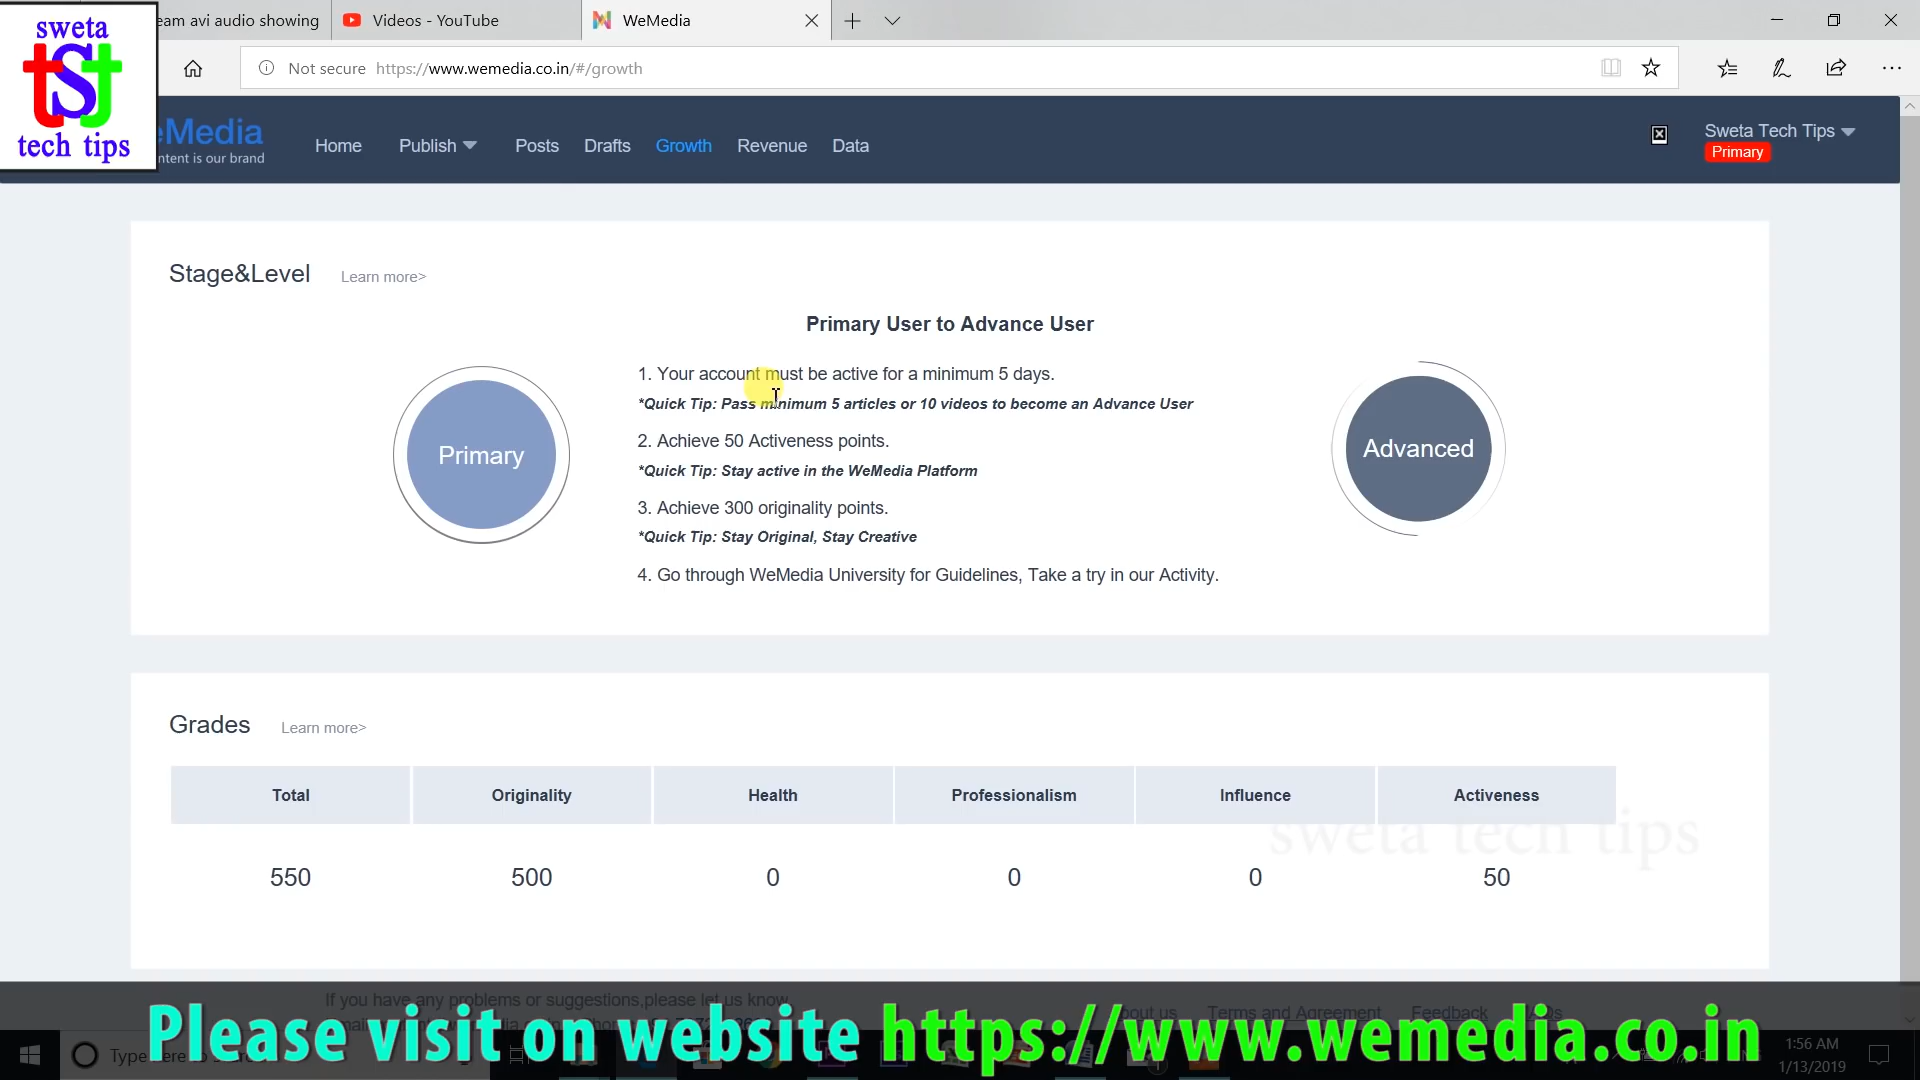 sweta
tst
tech tips
eam avi audio showing
Videos - YouTube
WeMedia
Not secure https://www.wemedia.co.in/#/growth
eMedia
ntent is our brand
Home
Publish
Posts
Drafts
Growth
Revenue
Data
Sweta Tech Tips
Primary
Stage&Level
Learn more>
Primary User to Advance User
Primary
1. Your account must be active for a minimum 5 days.
*Quick Tip: Pass minimum 5 articles or 10 videos to become an Advance User
2. Achieve 50 Activeness points.
*Quick Tip: Stay active in the WeMedia Platform
3. Achieve 300 originality points.
*Quick Tip: Stay Original, Stay Creative
4. Go through WeMedia University for Guidelines, Take a try in our Activity.
Advanced
Grades
Learn more>
Total
Originality
Health
Professionalism
Influence
Activeness
sweta tech tips
550
500
0
0
0
50
If you have any problems or suggestions,please let us know
Terms and Agreement
Feedback
Please visit on website https://www.wemedia.co.in
Type here to
1:56 AM
1/13/2019